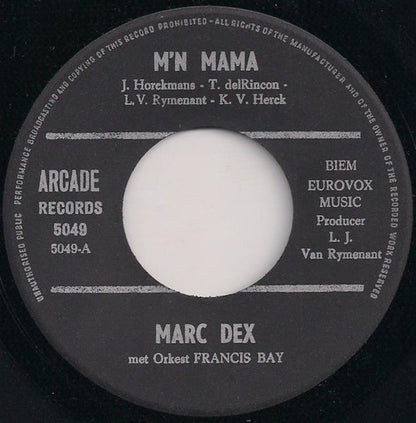 UNAUTHORISED PUBLIC PERFORMANCE BROADCASTING AND COPYING OF THIS RECORD PROHIBITED - ALL RIGHTS OF THE MANUFACTURER AND OF THE OWNER OF THE RECORDED WORK RESERVED
M'N MAMA
J. Horckmans - T. delRincon -
L.V. Rymenant - K. V. Herck
ARCADE
RECORDS
5049
5049-A
BIEM
EUROVOX
MUSIC
Producer
L. J.
Van Rymenant
MARC DEX
met Orkest FRANCIS BAY